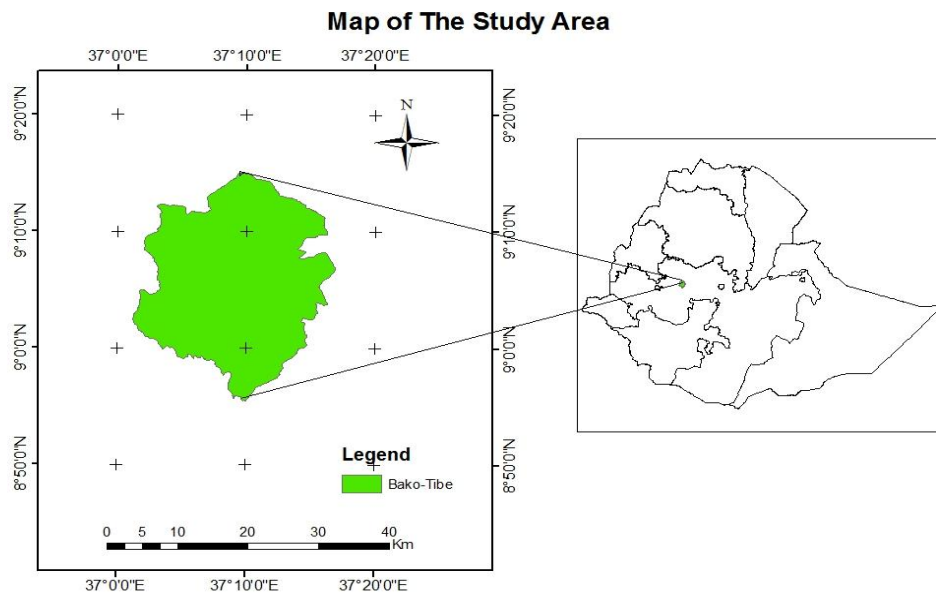 Map of The Study Area
37°0'0"E 37°10'0"E 37°20'0"E
N
9°20'0"N 9°20'0"N
9°10'0"N 9°10'0"N
9°0'0"N 9°0'0"N
8°50'0"N 8°50'0"N
Legend
Bako-Tibe
0 5 10 20 30 40
Km
37°0'0"E 37°10'0"E 37°20'0"E